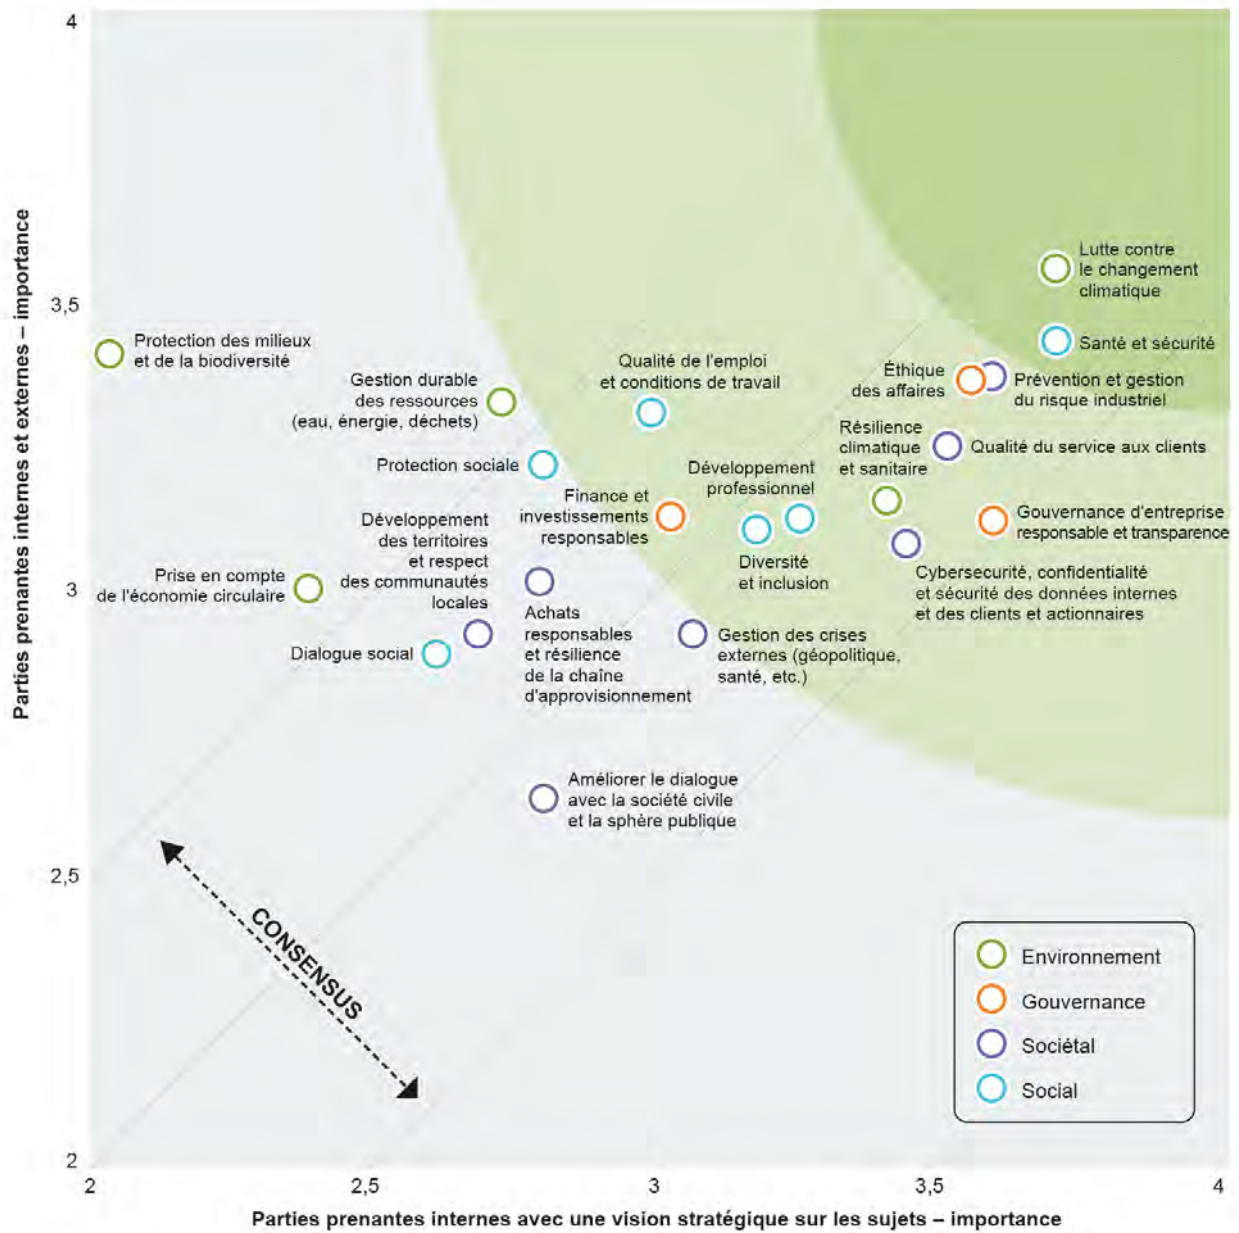 4
3,5
3
2,5
2
Parties prenantes internes et externes – importance
Lutte contre
le changement
climatique
Santé et sécurité
Protection des milieux
et de la biodiversité
Qualité de l'emploi
et conditions de travail
Éthique
des affaires
Prévention et gestion
du risque industriel
Gestion durable
des ressources
(eau, énergie, déchets)
Résilience
climatique
et sanitaire
Qualité du service aux clients
Protection sociale
Développement
professionnel
Finance et
investissements
responsables
Gouvernance d'entreprise
responsable et transparence
Développement
des territoires
et respect
des communautés
locales
Diversité
et inclusion
Cybersecurité, confidentialité
et sécurité des données internes
et des clients et actionnaires
Prise en compte
de l'économie circulaire
Achats
responsables
et résilience
de la chaîne
d'approvisionnement
Gestion des crises
externes (géopolitique,
santé, etc.)
Dialogue social
Améliorer le dialogue
avec la société civile
et la sphère publique
CONSENSUS
Environnement
Gouvernance
Sociétal
Social
2
2,5
3
3,5
4
Parties prenantes internes avec une vision stratégique sur les sujets – importance